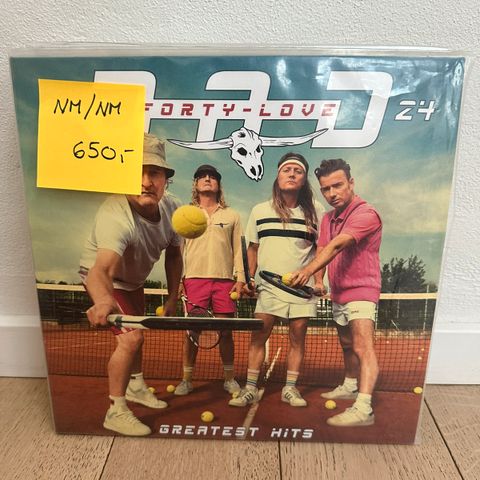 NM/NM
650,-
D A D
FORTY-LOVE
24
GREATEST HITS